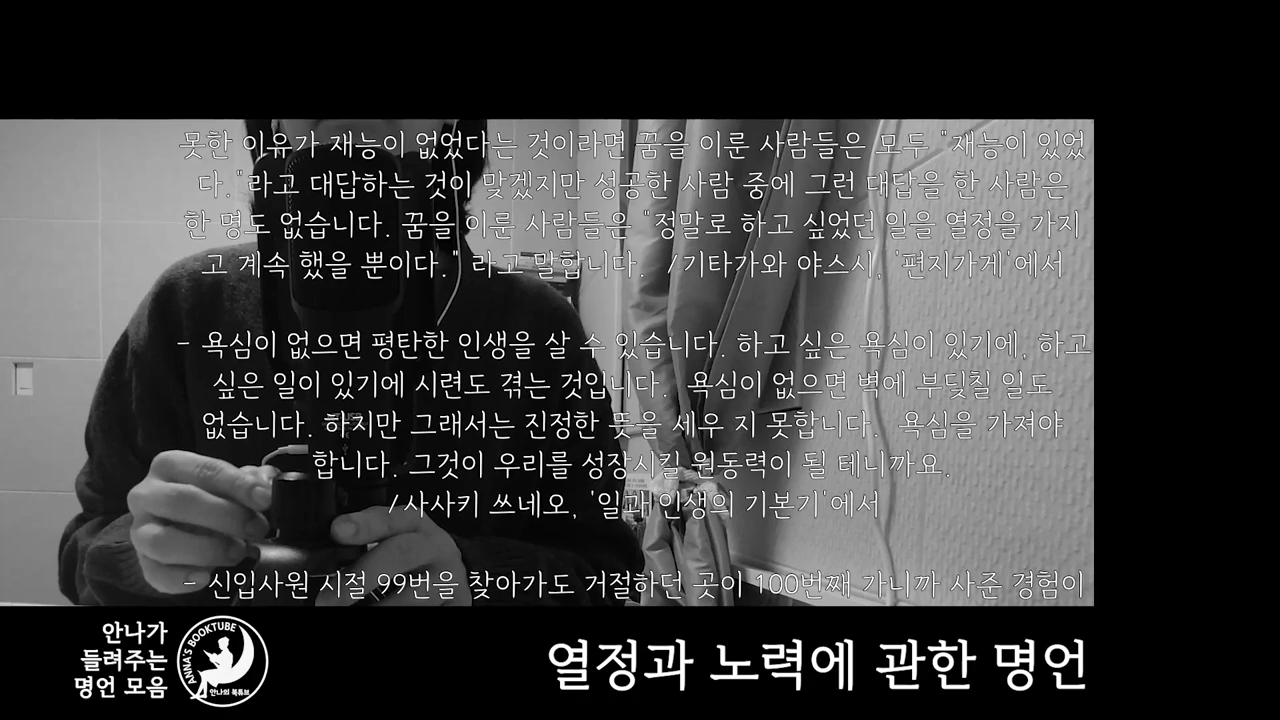 못한 이유가 재능이 없었다는 것이라면 꿈을 이룬 사람들은 모두 "재능이 있었
다."라고 대답하는 것이 맞겠지만 성공한 사람 중에 그런 대답을 한 사람은
한 명도 없습니다. 꿈을 이룬 사람들은 "정말로 하고 싶었던 일을 열정을 가지
고 계속 했을 뿐이다." 라고 말합니다. /기타가와 야스시, '편지가게'에서
- 욕심이 없으면 평탄한 인생을 살 수 있습니다. 하고 싶은 욕심이 있기에, 하고
싶은 일이 있기에 시련도 겪는 것입니다. 욕심이 없으면 벽에 부딪칠 일도
없습니다. 하지만 그래서는 진정한 뜻을 세우 지 못합니다. 욕심을 가져야
합니다. 그것이 우리를 성장시킬 원동력이 될 테니까요.
/사사키 쓰네오, '일과 인생의 기본기'에서
- 신입사원 시절 99번을 찾아가도 거절하던 곳이 100번째 가니까 사준 경험이
안나가
들려주는
명언 모음
ANNA'S BOOKTUBE
안나의 북튜브
열정과 노력에 관한 명언